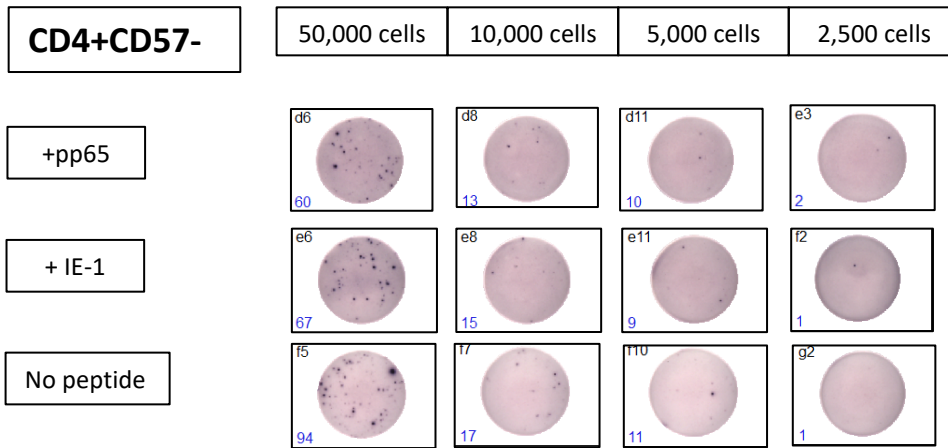 CD4+CD57-
50,000 cells
10,000 cells
5,000 cells
2,500 cells
+pp65
d6
60
d8
13
d11
10
e3
2
+ IE-1
e6
67
e8
15
e11
9
f2
1
No peptide
f5
94
f7
17
f10
11
g2
1